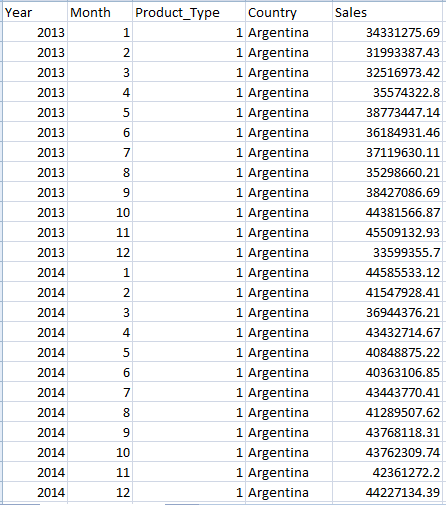 Year Month Product_Type Country Sales
2013 1 1 Argentina 34331275.69
2013 2 1 Argentina 31993387.43
2013 3 1 Argentina 32516973.42
2013 4 1 Argentina 35574322.8
2013 5 1 Argentina 38773447.14
2013 6 1 Argentina 36184931.46
2013 7 1 Argentina 37119630.11
2013 8 1 Argentina 35298660.21
2013 9 1 Argentina 38427086.69
2013 10 1 Argentina 44381566.87
2013 11 1 Argentina 45509132.93
2013 12 1 Argentina 33599355.7
2014 1 1 Argentina 44585533.12
2014 2 1 Argentina 41547928.41
2014 3 1 Argentina 36944376.21
2014 4 1 Argentina 43432714.67
2014 5 1 Argentina 40848875.22
2014 6 1 Argentina 40363106.85
2014 7 1 Argentina 43443770.41
2014 8 1 Argentina 41289507.62
2014 9 1 Argentina 43768118.31
2014 10 1 Argentina 43762309.74
2014 11 1 Argentina 42361272.2
2014 12 1 Argentina 44227134.39